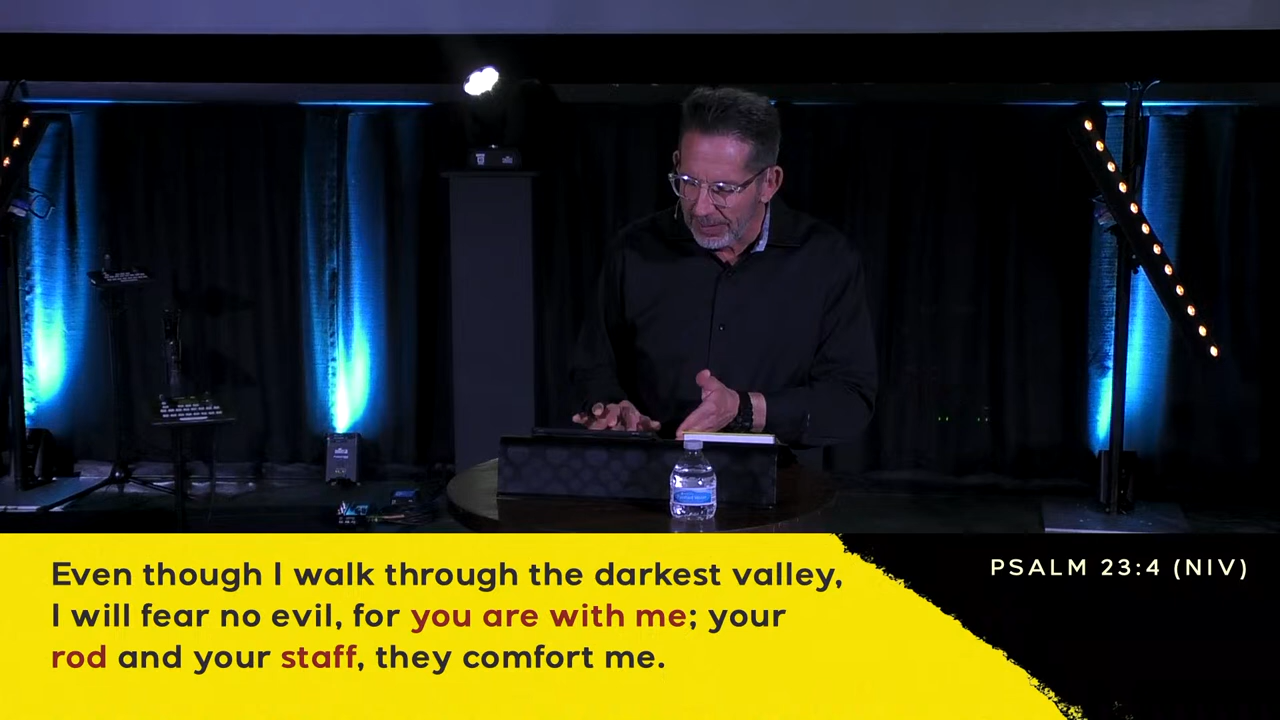 Even though I walk through the darkest valley,
I will fear no evil, for you are with me; your
rod and your staff, they comfort me.
PSALM 23:4 (NIV)